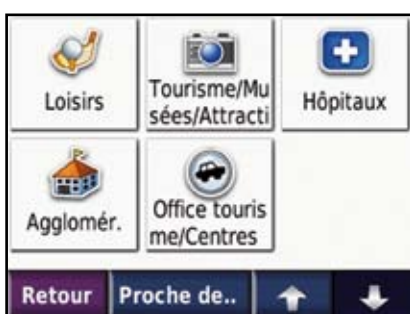 Loisirs
Tourisme/Mu
sées/Attracti
Hôpitaux
Agglomér.
Office touris
me/Centres
Retour
Proche de..